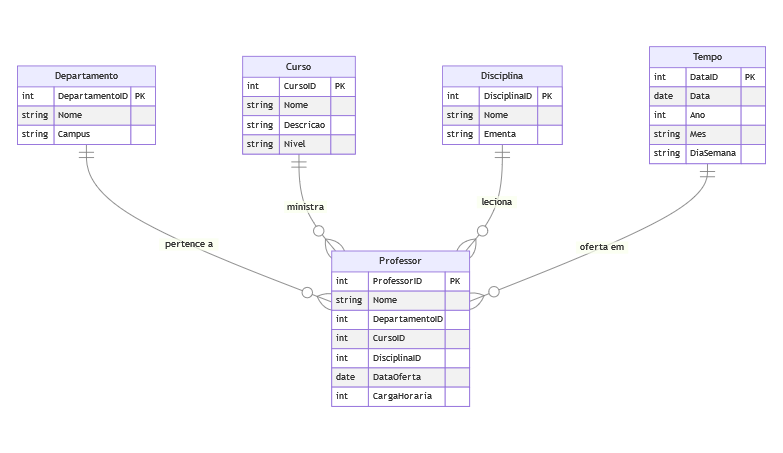 Departamento
int DepartamentoID PK
string Nome
string Campus
Curso
int CursoID PK
string Nome
string Descricao
string Nivel
Disciplina
int DisciplinaID PK
string Nome
string Ementa
Tempo
int DataID PK
date Data
int Ano
string Mes
string DiaSemana
pertence a
ministra
leciona
oferta em
Professor
int ProfessorID PK
string Nome
int DepartamentoID
int CursoID
int DisciplinaID
date DataOferta
int CargaHoraria